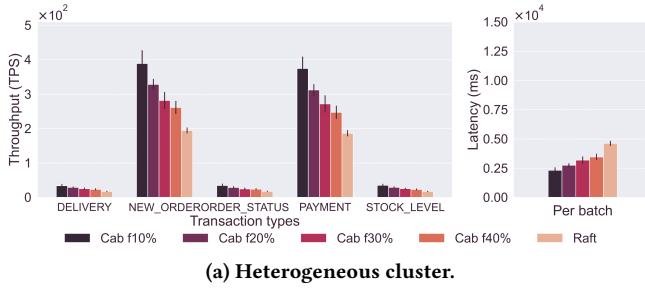 ×10²
5
4
3
2
1
0
Throughput (TPS)
DELIVERY NEW_ORDER ORDER_STATUS PAYMENT STOCK_LEVEL
Transaction types
×10⁴
1.50
1.25
1.00
0.75
0.50
0.25
0.00
Latency (ms)
Per batch
Cab f10% Cab f20% Cab f30% Cab f40% Raft
(a) Heterogeneous cluster.